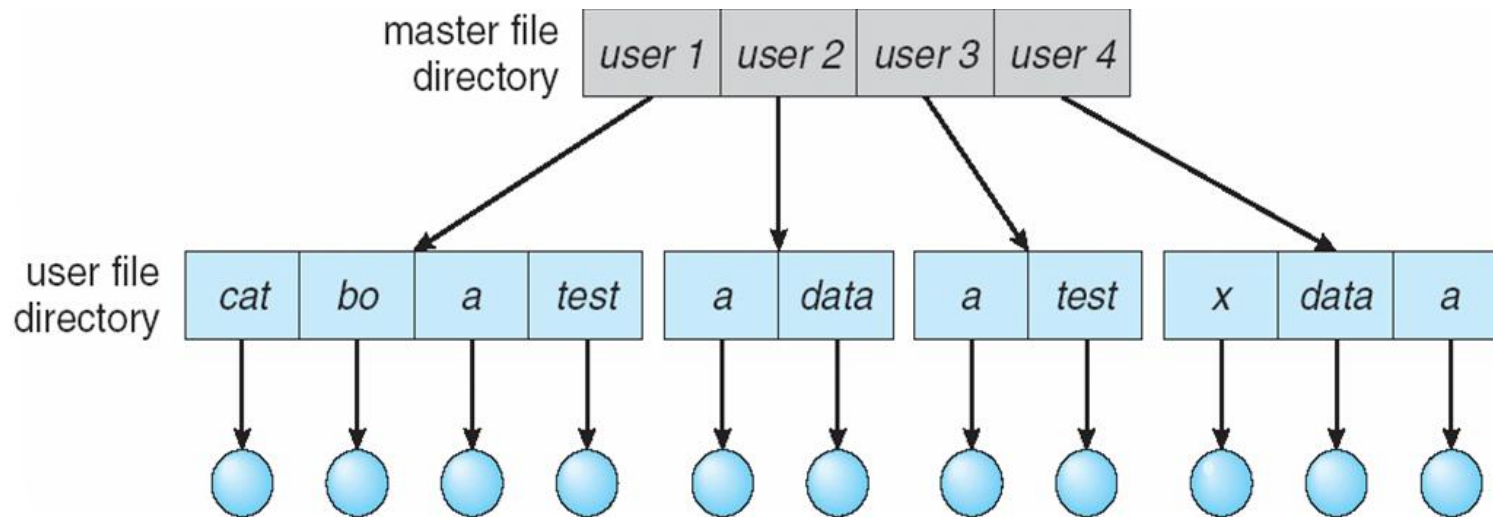 master file
directory
user 1 user 2 user 3 user 4
user file
directory
cat bo a test a data a test x data a